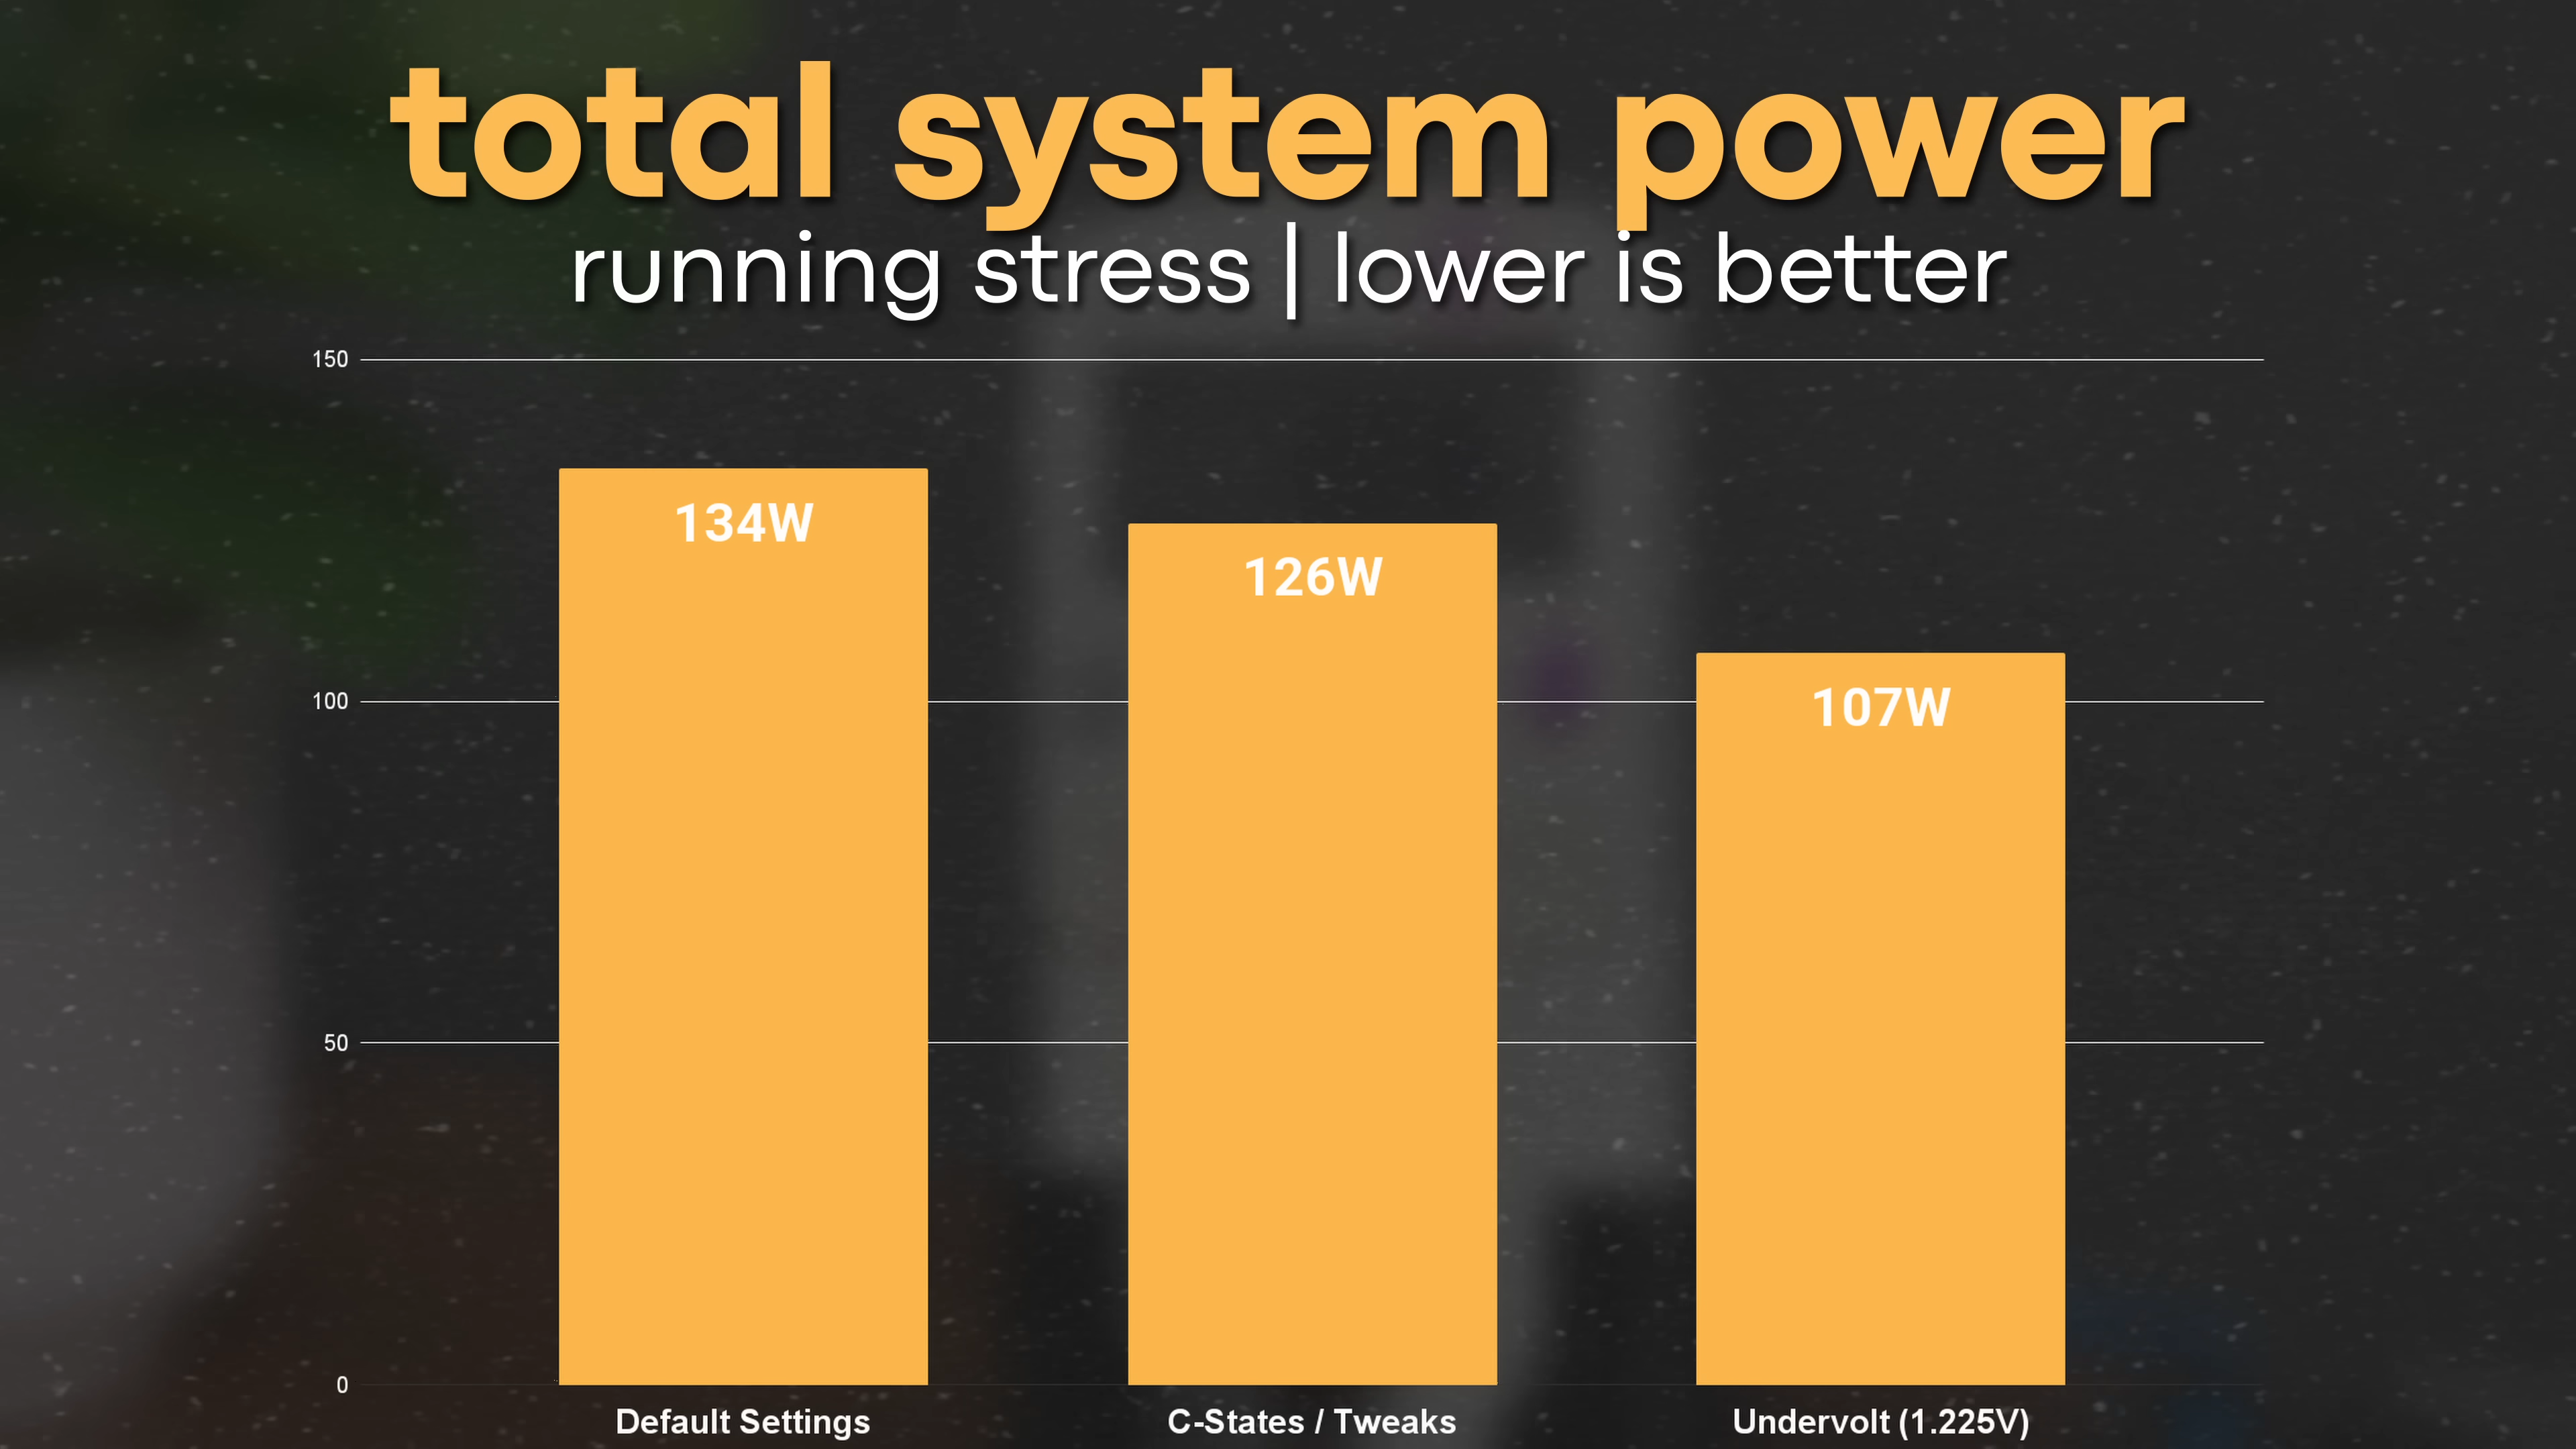 total system power
running stress | lower is better
150
134W
126W
107W
100
50
0
Default Settings
C-States / Tweaks
Undervolt (1.225V)